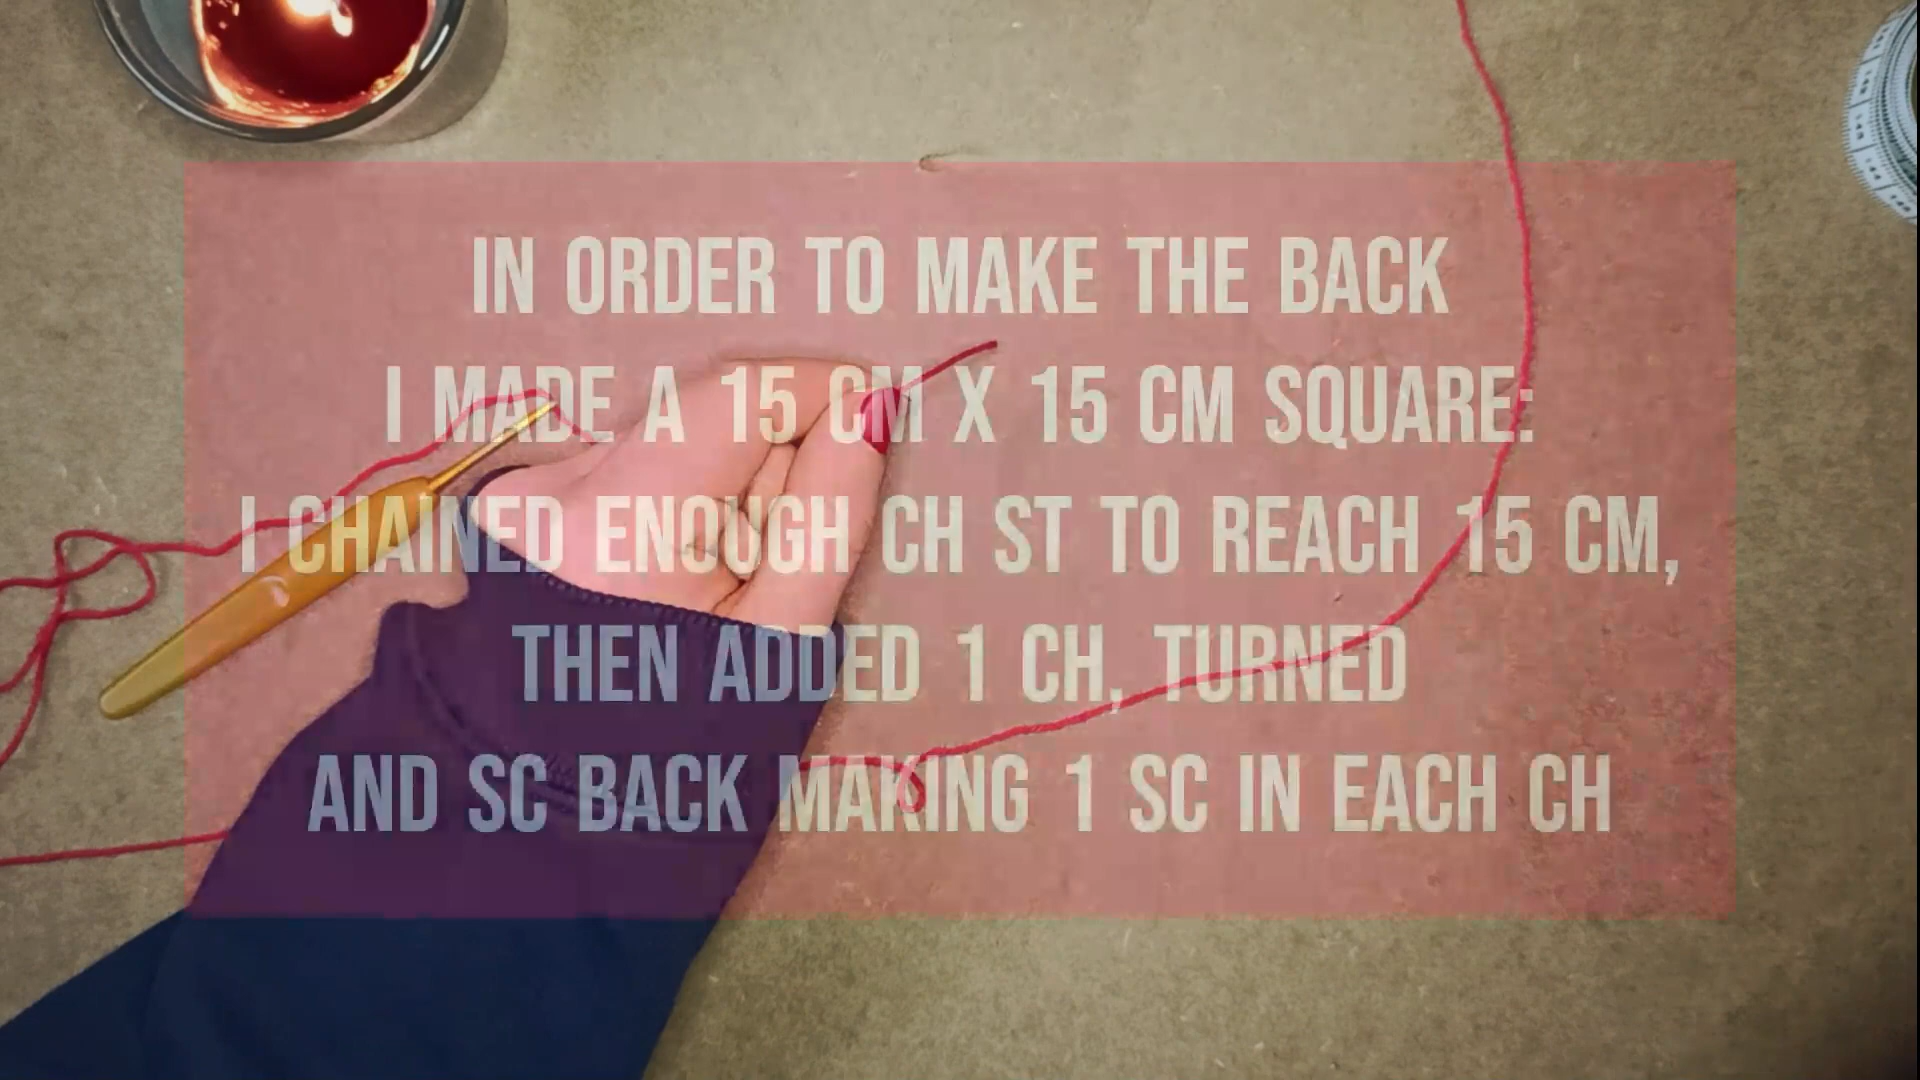 IN ORDER TO MAKE THE BACK
I MADE A 15 CM X 15 CM SQUARE:
I CHAINED ENOUGH CH ST TO REACH 15 CM,
THEN ADDED 1 CH, TURNED
AND SC BACK MAKING 1 SC IN EACH CH